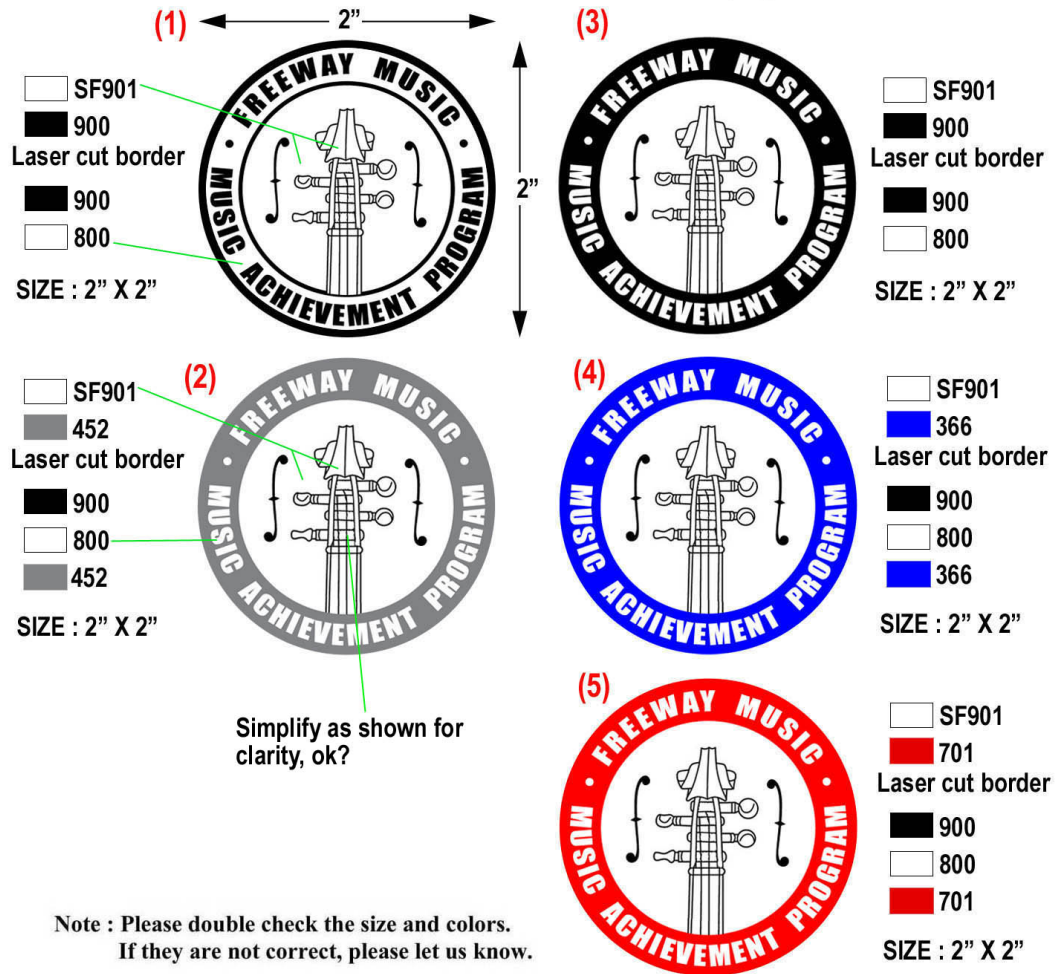 (1)
2”
2”
SF901
900
Laser cut border
900
800
SIZE : 2” X 2”
• FREEWAY MUSIC •
MUSIC ACHIEVEMENT PROGRAM
(3)
• FREEWAY MUSIC •
MUSIC ACHIEVEMENT PROGRAM
SF901
900
Laser cut border
900
800
SIZE : 2” X 2”
(2)
SF901
452
Laser cut border
900
800
452
SIZE : 2” X 2”
• FREEWAY MUSIC •
MUSIC ACHIEVEMENT PROGRAM
Simplify as shown for
clarity, ok?
(4)
• FREEWAY MUSIC •
MUSIC ACHIEVEMENT PROGRAM
SF901
366
Laser cut border
900
800
366
SIZE : 2” X 2”
(5)
• FREEWAY MUSIC •
MUSIC ACHIEVEMENT PROGRAM
SF901
701
Laser cut border
900
800
701
SIZE : 2” X 2”
Note : Please double check the size and colors.
If they are not correct, please let us know.